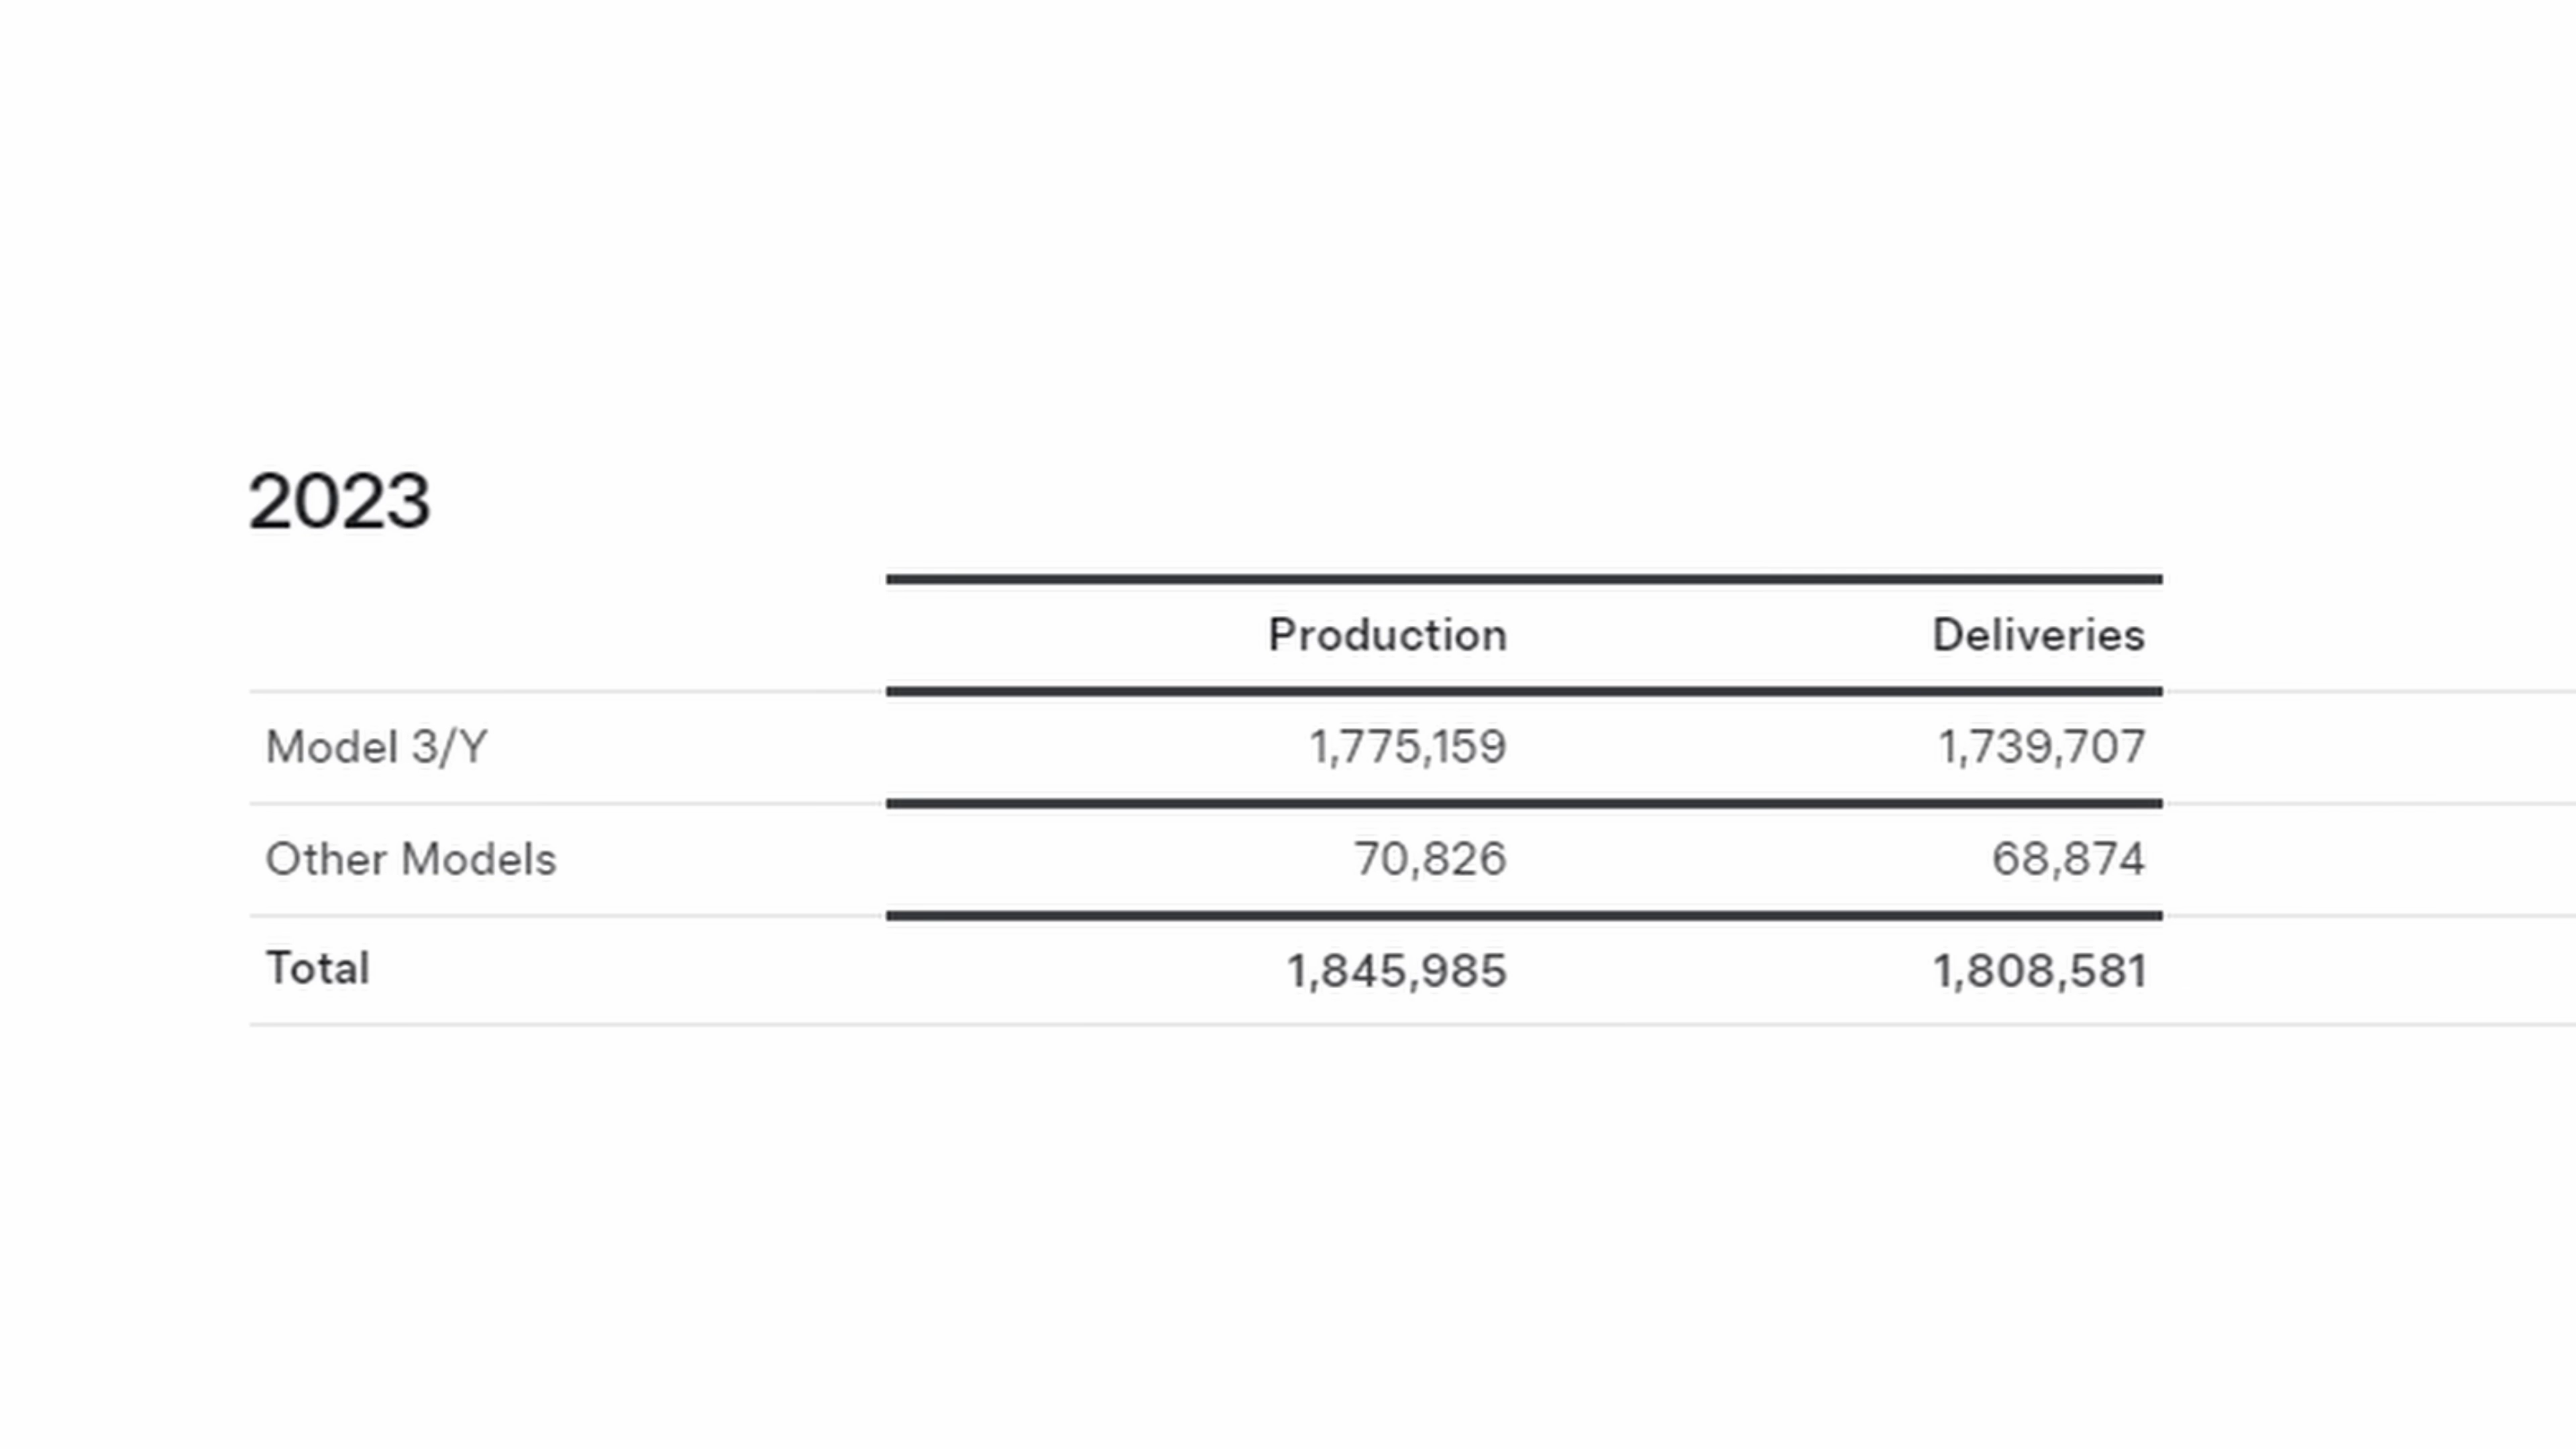 2023
Production Deliveries
Model 3/Y 1,775,159 1,739,707
Other Models 70,826 68,874
Total 1,845,985 1,808,581